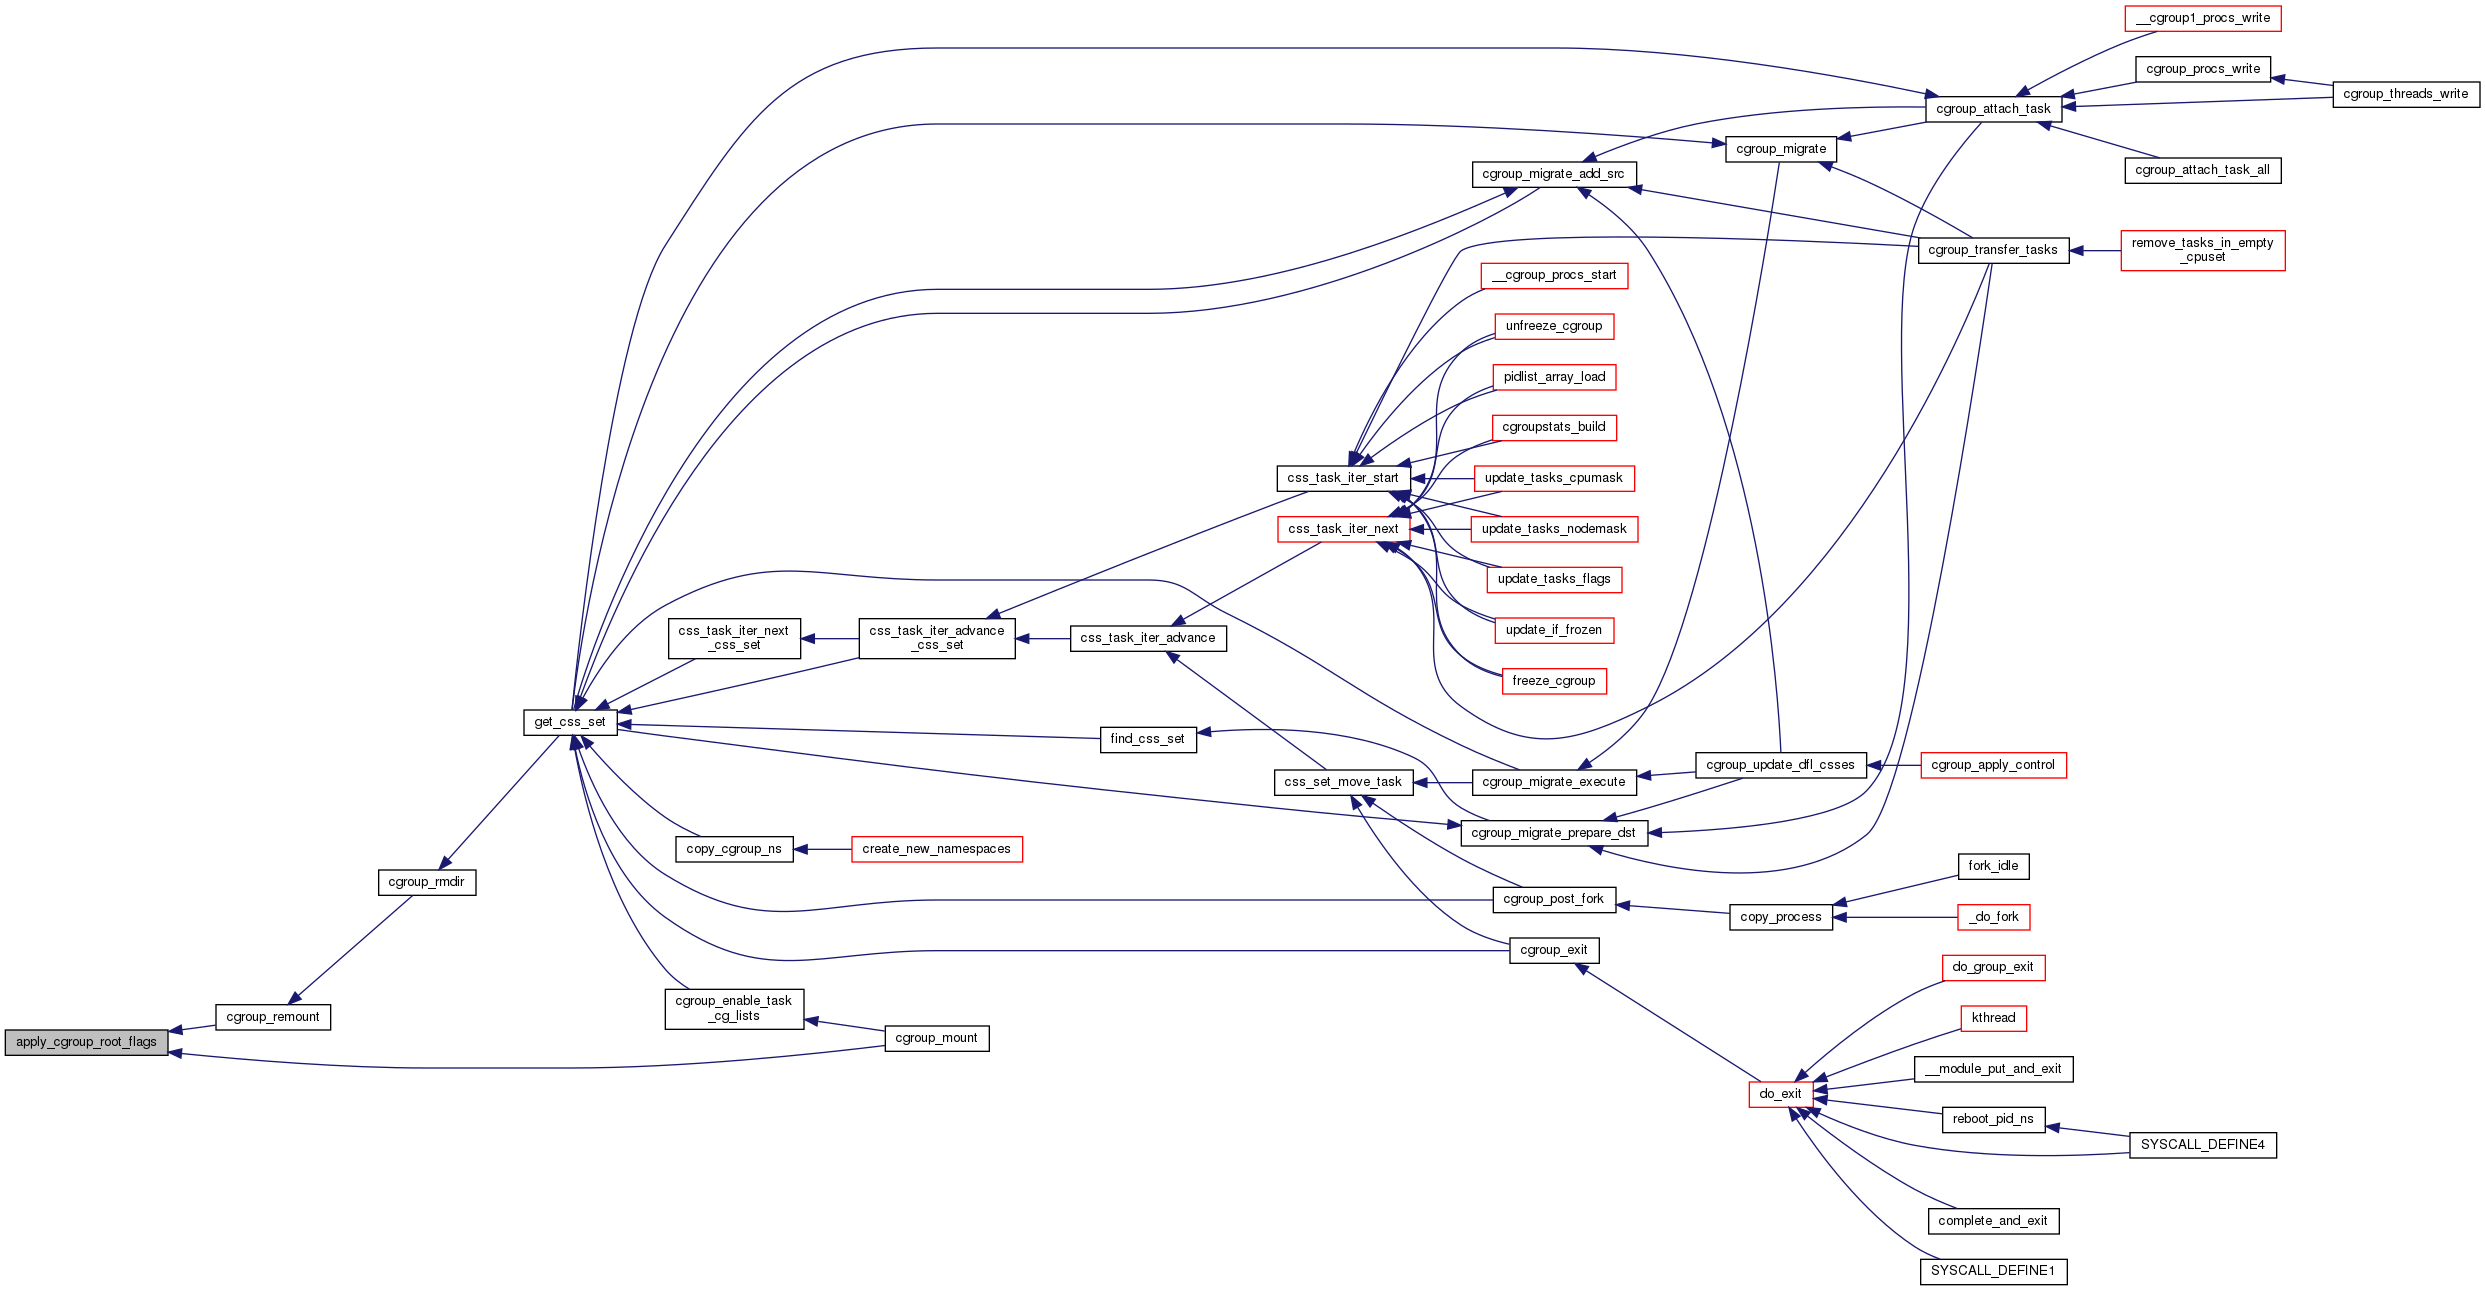 __cgroup1_procs_write
cgroup_procs_write
cgroup_threads_write
cgroup_attach_task
cgroup_migrate
cgroup_attach_task_all
cgroup_migrate_add_src
remove_tasks_in_empty
_cpuset
cgroup_transfer_tasks
__cgroup_procs_start
unfreeze_cgroup
pidlist_array_load
cgroupstats_build
css_task_iter_start
update_tasks_cpumask
css_task_iter_next
update_tasks_nodemask
update_tasks_flags
css_task_iter_next
_css_set
css_task_iter_advance
_css_set
css_task_iter_advance
update_if_frozen
freeze_cgroup
get_css_set
find_css_set
cgroup_update_dfl_csses
cgroup_apply_control
css_set_move_task
cgroup_migrate_execute
cgroup_migrate_prepare_dst
copy_cgroup_ns
create_new_namespaces
fork_idle
cgroup_rmdir
cgroup_post_fork
copy_process
_do_fork
cgroup_exit
do_group_exit
cgroup_enable_task
_cg_lists
cgroup_remount
kthread
apply_cgroup_root_flags
cgroup_mount
__module_put_and_exit
do_exit
reboot_pid_ns
SYSCALL_DEFINE4
complete_and_exit
SYSCALL_DEFINE1